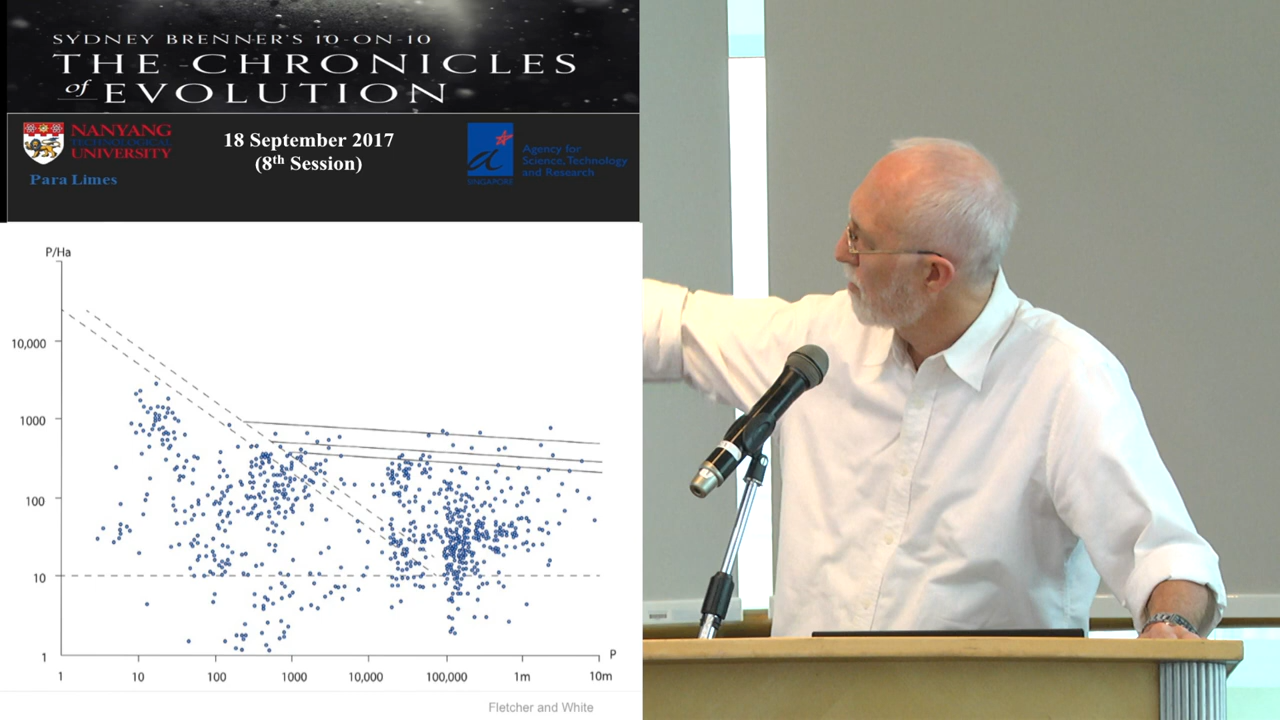 SYDNEY BRENNER'S 10-ON-10
THE CHRONICLES
of EVOLUTION
NANYANG
TECHNOLOGICAL
UNIVERSITY
Para Limes
18 September 2017
(8th Session)
SINGAPORE
Agency for
Science, Technology
and Research
P/Ha
10,000
1000
100
10
1
1
10
100
1000
10,000
100,000
1m
10m
P
Fletcher and White